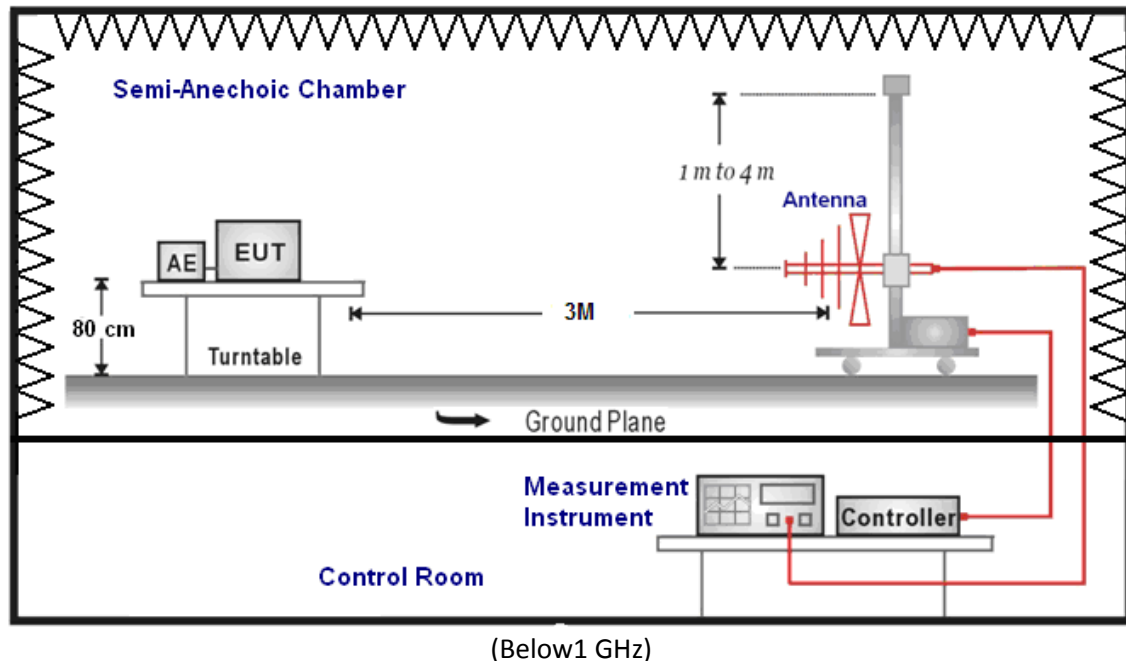 Semi-Anechoic Chamber
1 m to 4 m
Antenna
AE
EUT
80 cm
3M
Turntable
Ground Plane
Measurement
Instrument
Controller
Control Room
(Below1 GHz)